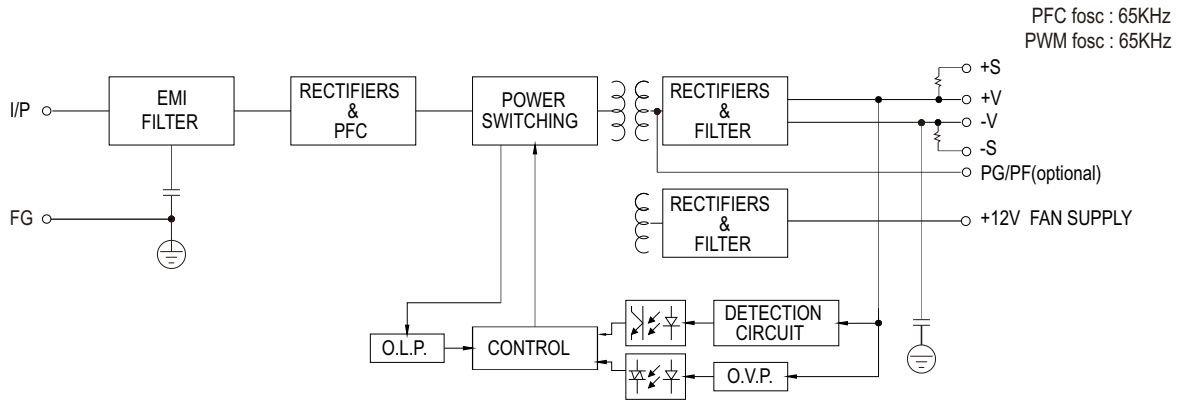 PFC fosc : 65KHz
PWM fosc : 65KHz
I/P
EMI
FILTER
RECTIFIERS
&
PFC
POWER
SWITCHING
RECTIFIERS
&
FILTER
+S
+V
-V
-S
PG/PF(optional)
FG
RECTIFIERS
&
FILTER
+12V FAN SUPPLY
O.L.P.
CONTROL
DETECTION
CIRCUIT
O.V.P.